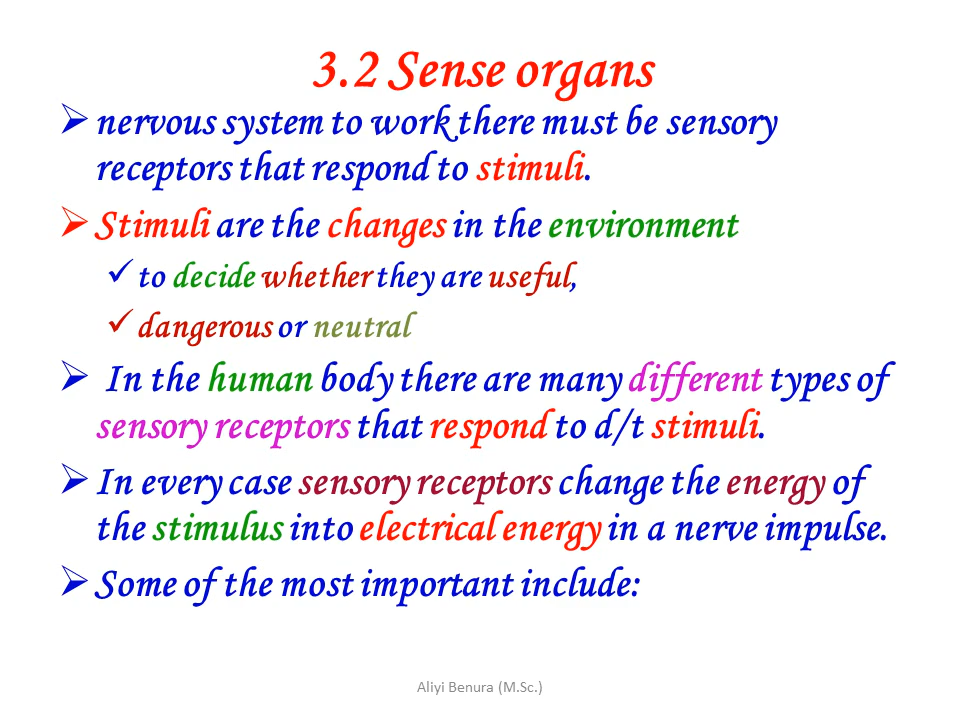 3.2 Sense organs
➢ nervous system to work there must be sensory
receptors that respond to stimuli.
➢ Stimuli are the changes in the environment
✓ to decide whether they are useful,
✓ dangerous or neutral
➢ In the human body there are many different types of
sensory receptors that respond to d/t stimuli.
➢ In every case sensory receptors change the energy of
the stimulus into electrical energy in a nerve impulse.
➢ Some of the most important include:
Aliyi Benura (M.Sc.)